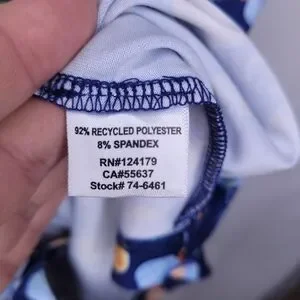 92% RECYCLED POLYESTER
8% SPANDEX
RN#124179
CA#55637
Stock# 74-6461